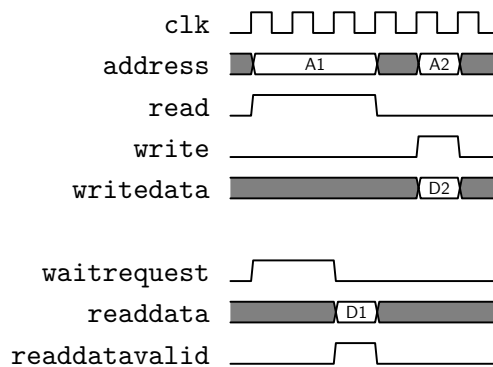 clk
address A1 A2
read
write
writedata D2
waitrequest
readdata D1
readdatavalid